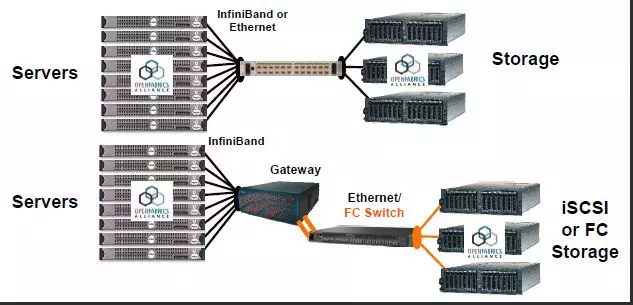 InfiniBand or
Ethernet
Servers
OPENFABRICS
ALLIANCE
OPENFABRICS
ALLIANCE
Storage
InfiniBand
Gateway
Ethernet/
FC Switch
Servers
OPENFABRICS
ALLIANCE
OPENFABRICS
ALLIANCE
iSCSI
or FC
Storage